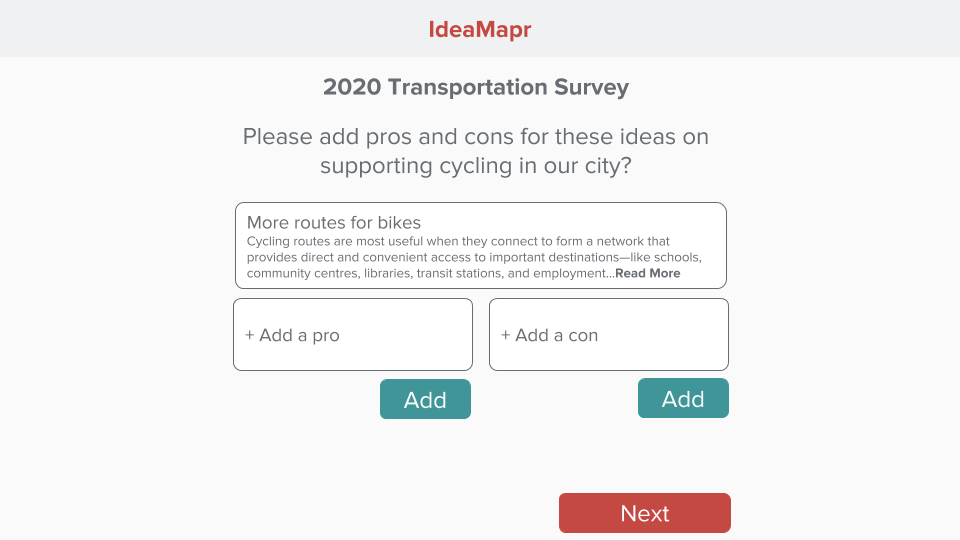 IdeaMapr
2020 Transportation Survey
Please add pros and cons for these ideas on
supporting cycling in our city?
More routes for bikes
Cycling routes are most useful when they connect to form a network that
provides direct and convenient access to important destinations—like schools,
community centres, libraries, transit stations, and employment...Read More
+ Add a pro
+ Add a con
Add
Add
Next